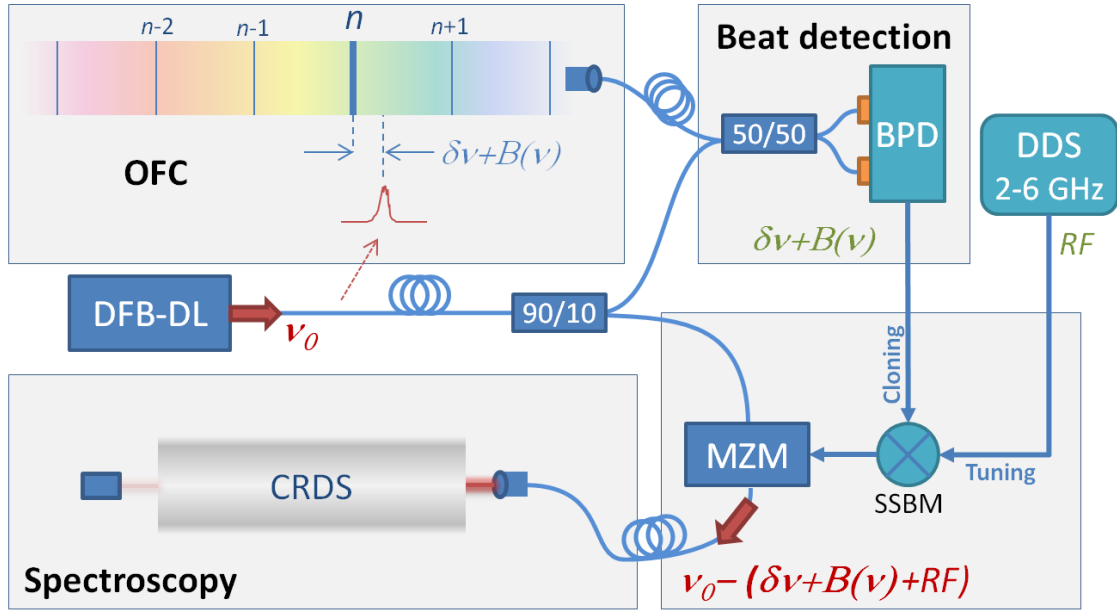 n-2
n-1
n
n+1
OFC
δν+B(ν)
Beat detection
50/50
BPD
δν+B(ν)
DDS
2-6 GHz
RF
DFB-DL
ν0
90/10
Cloning
MZM
Tuning
SSBM
ν0–(δν+B(ν)+RF)
CRDS
Spectroscopy